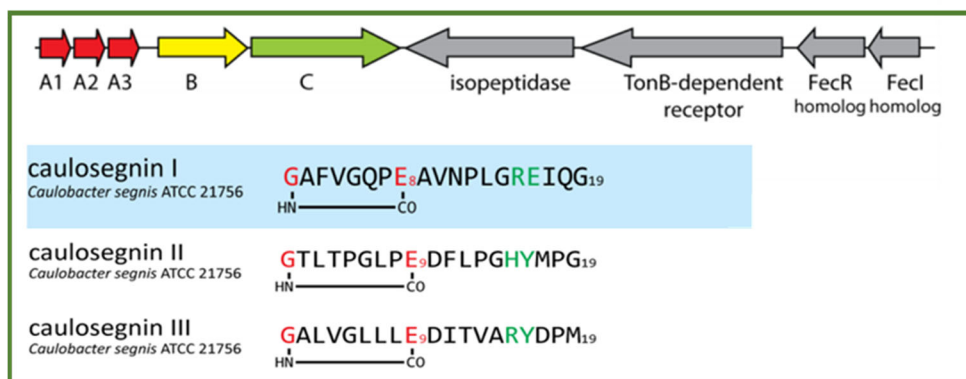 A1 A2 A3 B C isopeptidase TonB-dependent receptor FecR homolog FecI homolog
caulosegnin I
Caulobacter segnis ATCC 21756
GAFVGQPE8AVNPLGREIQG19
HN CO
caulosegnin II
Caulobacter segnis ATCC 21756
GTLTPGLPE9DFLPGHYMPG19
HN CO
caulosegnin III
Caulobacter segnis ATCC 21756
GALVGLLLE9DITVARYDPM19
HN CO